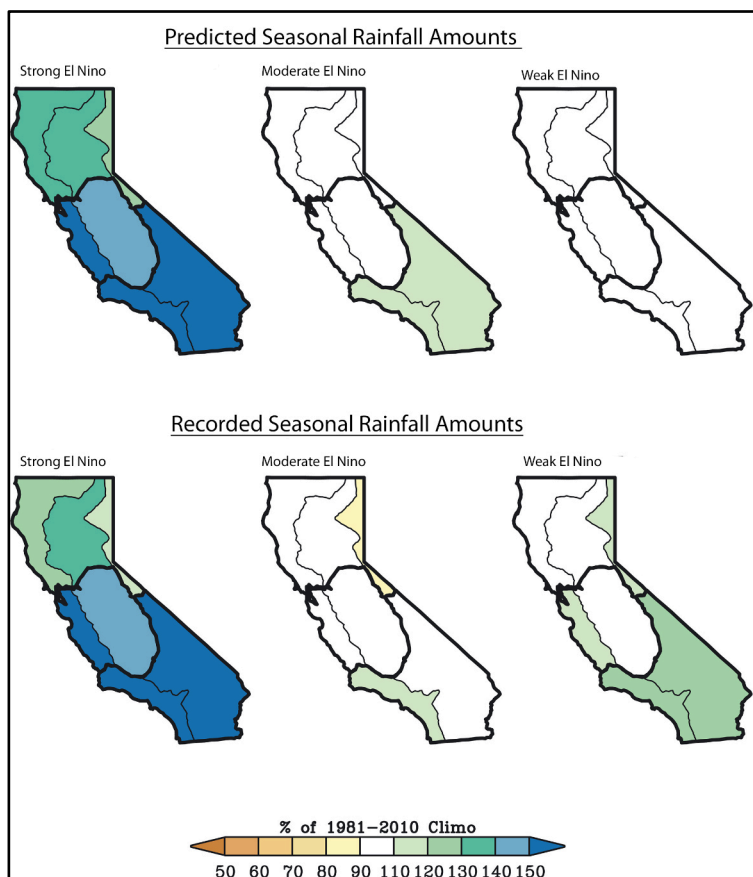 Predicted Seasonal Rainfall Amounts
Strong El Nino Moderate El Nino Weak El Nino
Recorded Seasonal Rainfall Amounts
Strong El Nino Moderate El Nino Weak El Nino
% of 1981-2010 Climo
50 60 70 80 90 110 120 130 140 150